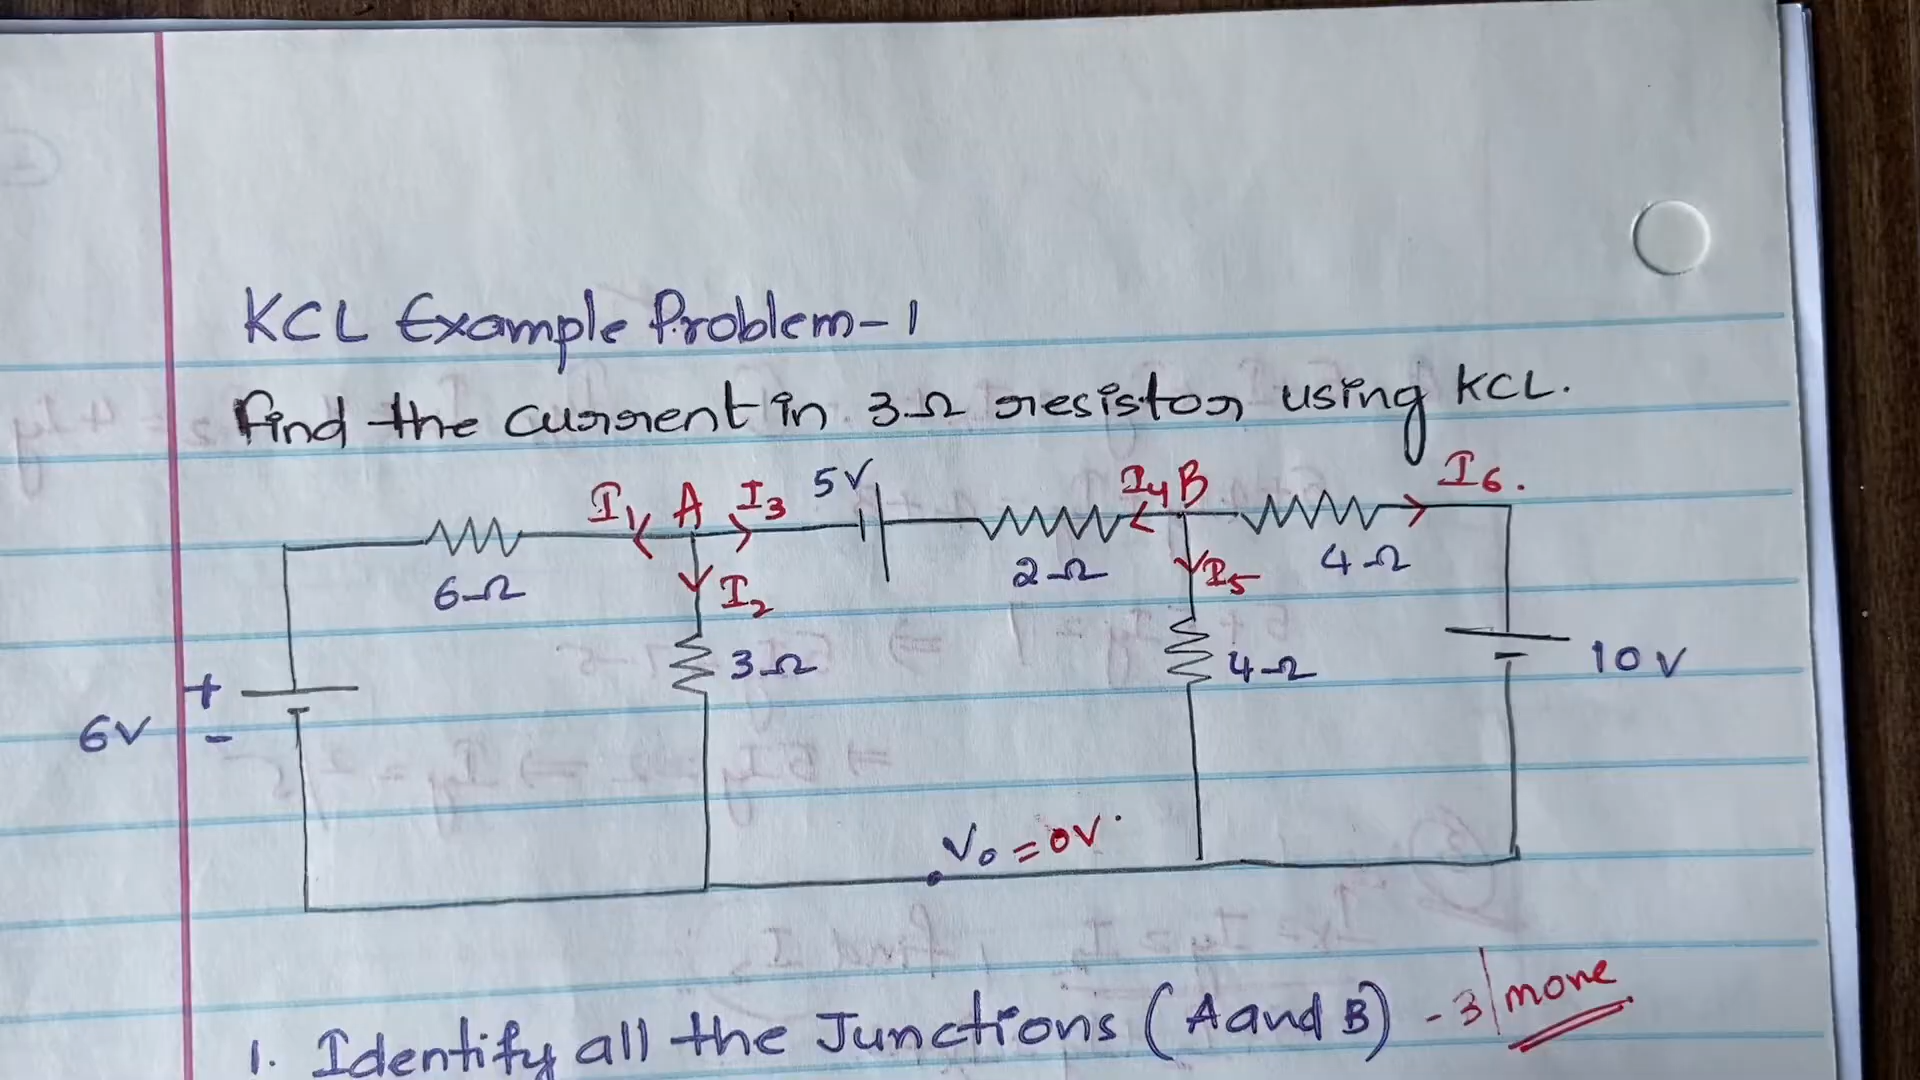 KCL Example Problem-1
Find the current in 3Ω resistor using KCL.
I1 A I3 5V I4 B I6.
6Ω I2 2Ω I5 4Ω
3Ω 4Ω 10V
+
6V -
V0 = 0V
1. Identify all the Junctions (A and B) - 3/more